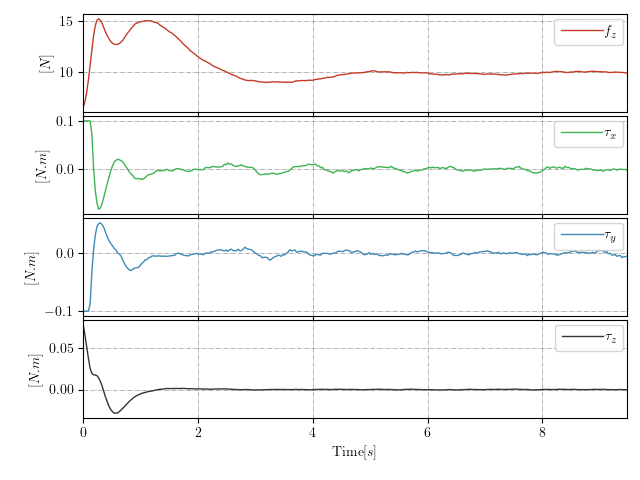 15
10
[N]
f_z
0.1
0.0
[N.m]
τ_x
0.0
−0.1
[N.m]
τ_y
0.05
0.00
[N.m]
τ_z
0 2 4 6 8
Time[s]